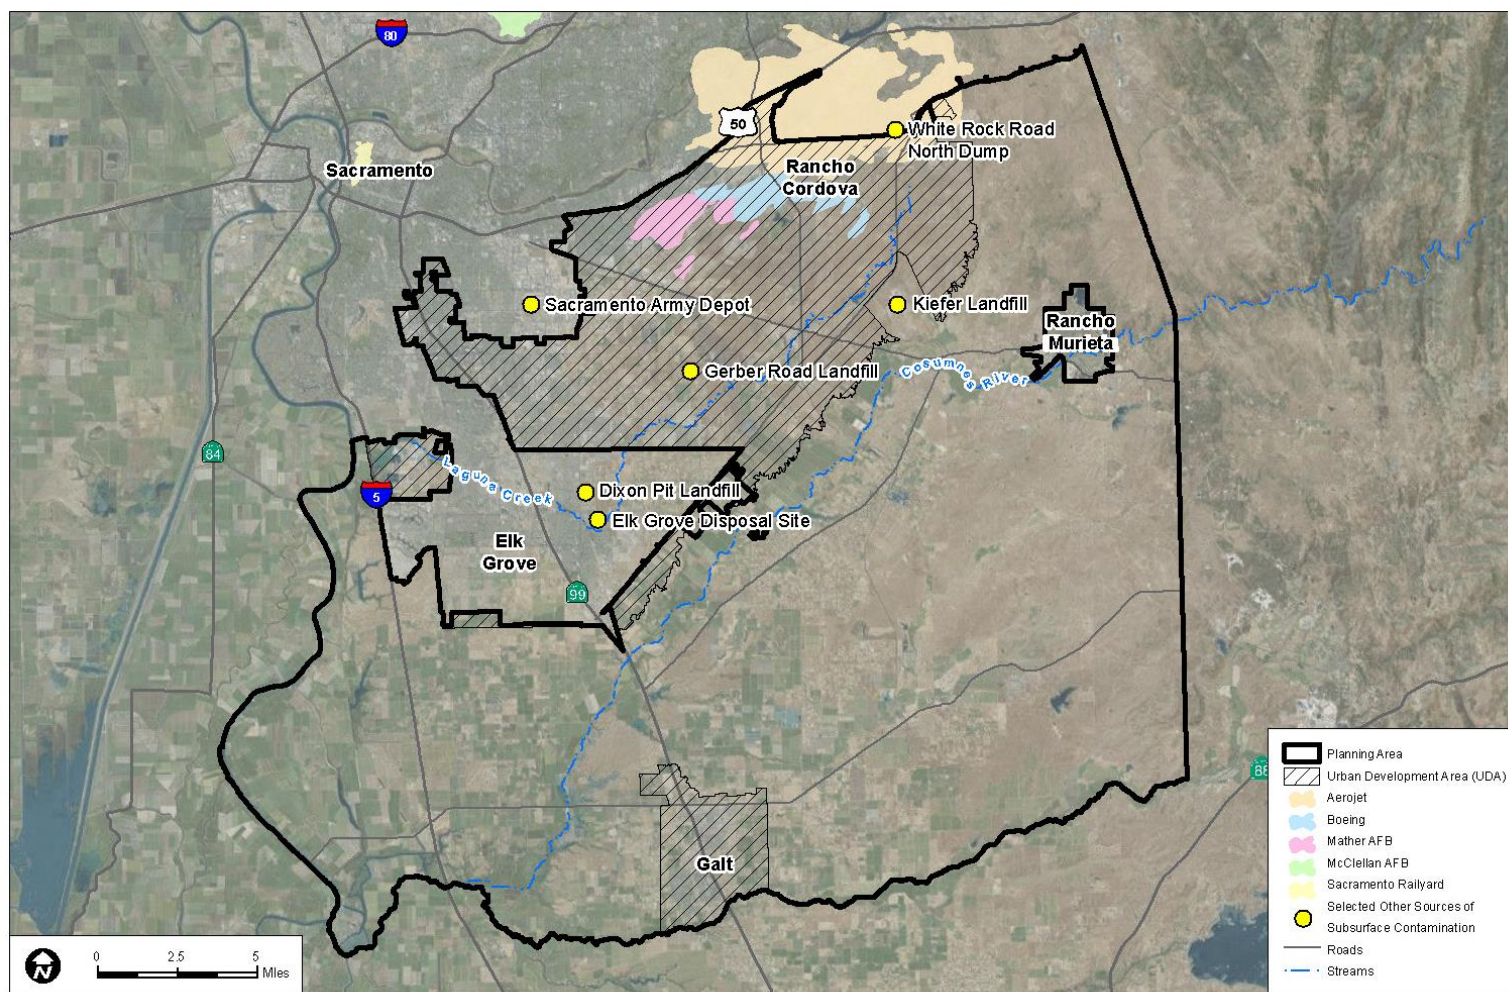 80
50
White Rock Road
North Dump
Sacramento
Rancho
Cordova
Sacramento Army Depot
Kiefer Landfill
Rancho
Murieta
Gerber Road Landfill
Cosumnes River
84
Laguna Creek
5
Dixon Pit Landfill
Elk Grove Disposal Site
Elk
Grove
99
88
Galt
Planning Area
Urban Development Area (UDA)
Aerojet
Boeing
Mather AFB
McClellan AFB
Sacramento Railyard
Selected Other Sources of
Subsurface Contamination
Roads
Streams
N
0 2.5 5
Miles